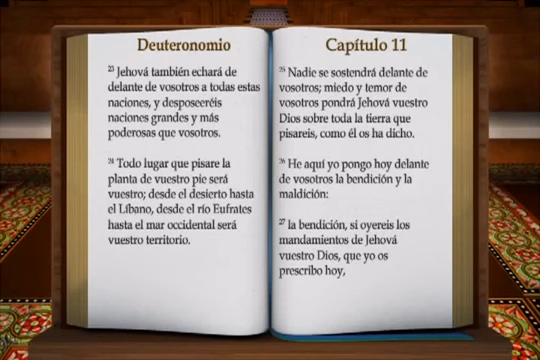 Deuteronomio
23 Jehová también echará de
delante de vosotros a todas estas
naciones, y desposeeréis
naciones grandes y más
poderosas que vosotros.
24 Todo lugar que pisare la
planta de vuestro pie será
vuestro; desde el desierto hasta
el Líbano, desde el río Eufrates
hasta el mar occidental será
vuestro territorio.
Capítulo 11
25 Nadie se sostendrá delante de
vosotros; miedo y temor de
vosotros pondrá Jehová vuestro
Dios sobre toda la tierra que
pisareis, como él os ha dicho.
26 He aquí yo pongo hoy delante
de vosotros la bendición y la
maldición:
27 la bendición, si oyereis los
mandamientos de Jehová
vuestro Dios, que yo os
prescribo hoy,